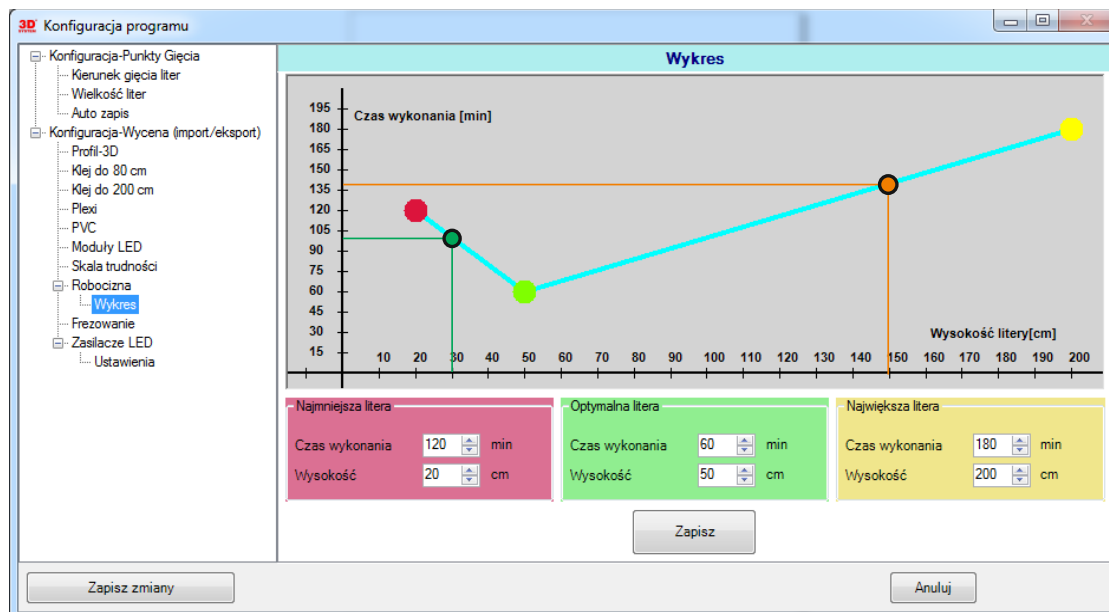 3D SYSTEM Konfiguracja programu
Konfiguracja-Punkty Gięcia
Kierunek gięcia liter
Wielkość liter
Auto zapis
Konfiguracja-Wycena (import/eksport)
Profil-3D
Klej do 80 cm
Klej do 200 cm
Plexi
PVC
Moduły LED
Skala trudności
Robocizna
Wykres
Frezowanie
Zasilacze LED
Ustawienia
Wykres
Czas wykonania [min]
195
180
165
150
135
120
105
90
75
60
45
30
15
Wysokość litery[cm]
10 20 30 40 50 60 70 80 90 100 110 120 130 140 150 160 170 180 190 200
Najmniejsza litera
Czas wykonania 120 min
Wysokość 20 cm
Optymalna litera
Czas wykonania 60 min
Wysokość 50 cm
Największa litera
Czas wykonania 180 min
Wysokość 200 cm
Zapisz
Zapisz zmiany
Anuluj